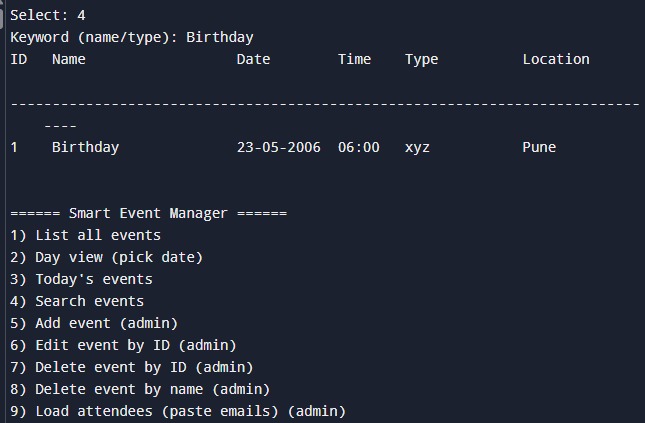 Select: 4
Keyword (name/type): Birthday
ID Name Date Time Type Location
---------------------------------------------------------------------------
----
1 Birthday 23-05-2006 06:00 xyz Pune
====== Smart Event Manager ======
1) List all events
2) Day view (pick date)
3) Today's events
4) Search events
5) Add event (admin)
6) Edit event by ID (admin)
7) Delete event by ID (admin)
8) Delete event by name (admin)
9) Load attendees (paste emails) (admin)